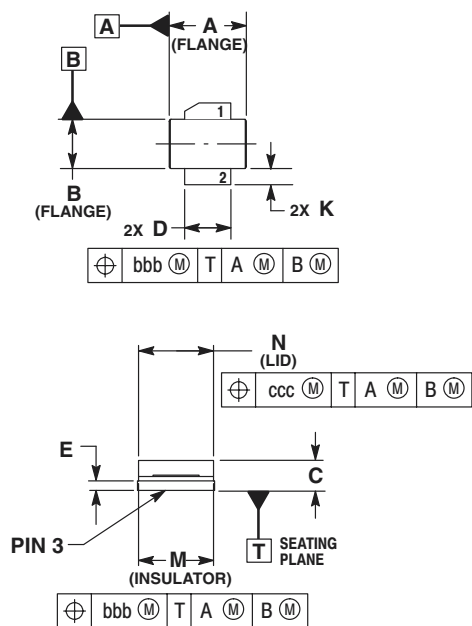 A
A
(FLANGE)
B
1
2
B
(FLANGE)
2X K
2X D
⌖ bbb Ⓜ T A Ⓜ B Ⓜ
N
(LID)
⌖ ccc Ⓜ T A Ⓜ B Ⓜ
E
C
PIN 3
M
(INSULATOR)
T SEATING
PLANE
⌖ bbb Ⓜ T A Ⓜ B Ⓜ